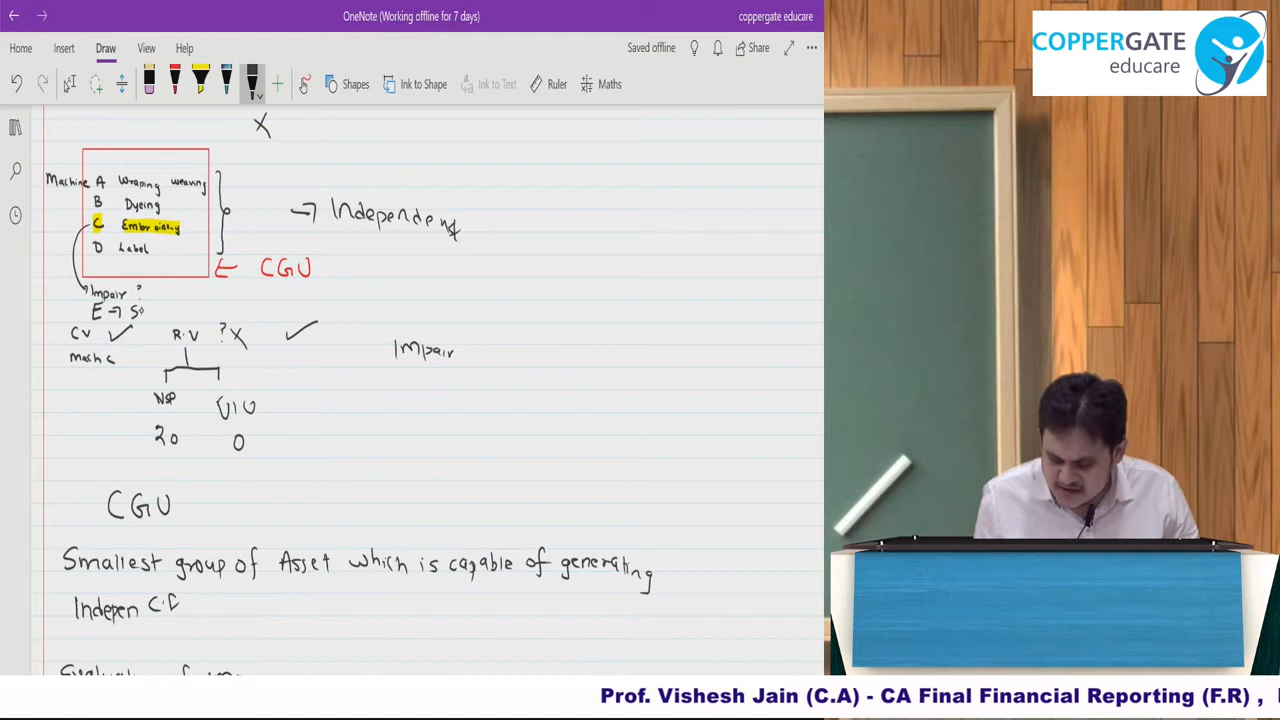 OneNote (Working offline for 7 days)
coppergate educare
Home Insert Draw View Help
Saved offline
Share
Shapes
Ink to Shape
Ink to Text
Ruler
Maths
COPPERGATE
educare
X
Machine A Wraping weaving
B Dyeing
C Embroiding
D Label
→ Independent
← CGU
Impair ?
E →
CV ✓ R.V ? X ✓
Mach C
Impair
NSP VIU
20 0
CGU
Smallest group of Asset which is capable of generating
Indepen C.F
Prof. Vishesh Jain (C.A) - CA Final Financial Reporting (F.R) ,